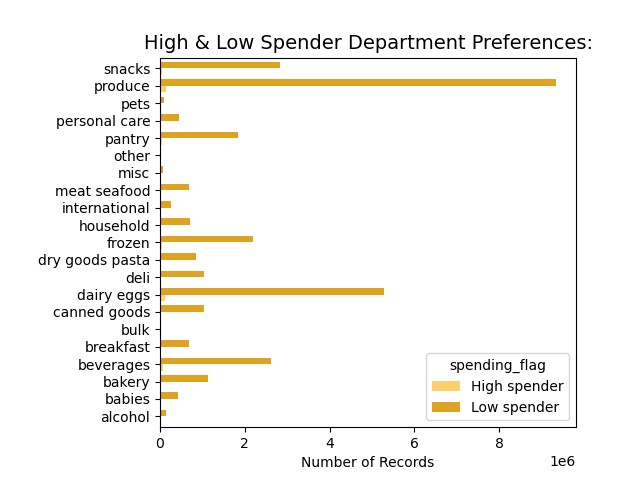 High & Low Spender Department Preferences:
snacks
produce
pets
personal care
pantry
other
misc
meat seafood
international
household
frozen
dry goods pasta
deli
dairy eggs
canned goods
bulk
breakfast
beverages
bakery
babies
alcohol
spending_flag
High spender
Low spender
0 2 4 6 8
1e6
Number of Records